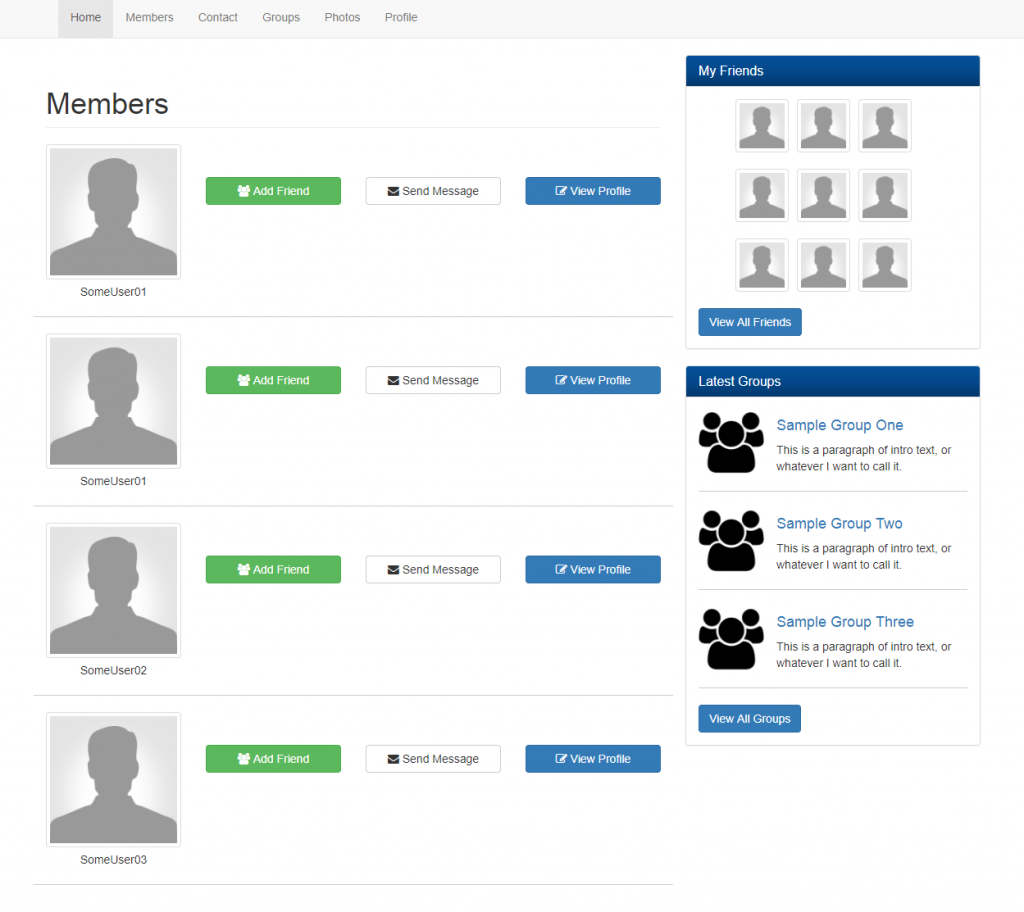 Home Members Contact Groups Photos Profile
Members
Add Friend Send Message View Profile
SomeUser01
Add Friend Send Message View Profile
SomeUser01
Add Friend Send Message View Profile
SomeUser02
Add Friend Send Message View Profile
SomeUser03
My Friends
View All Friends
Latest Groups
Sample Group One
This is a paragraph of intro text, or
whatever I want to call it.
Sample Group Two
This is a paragraph of intro text, or
whatever I want to call it.
Sample Group Three
This is a paragraph of intro text, or
whatever I want to call it.
View All Groups